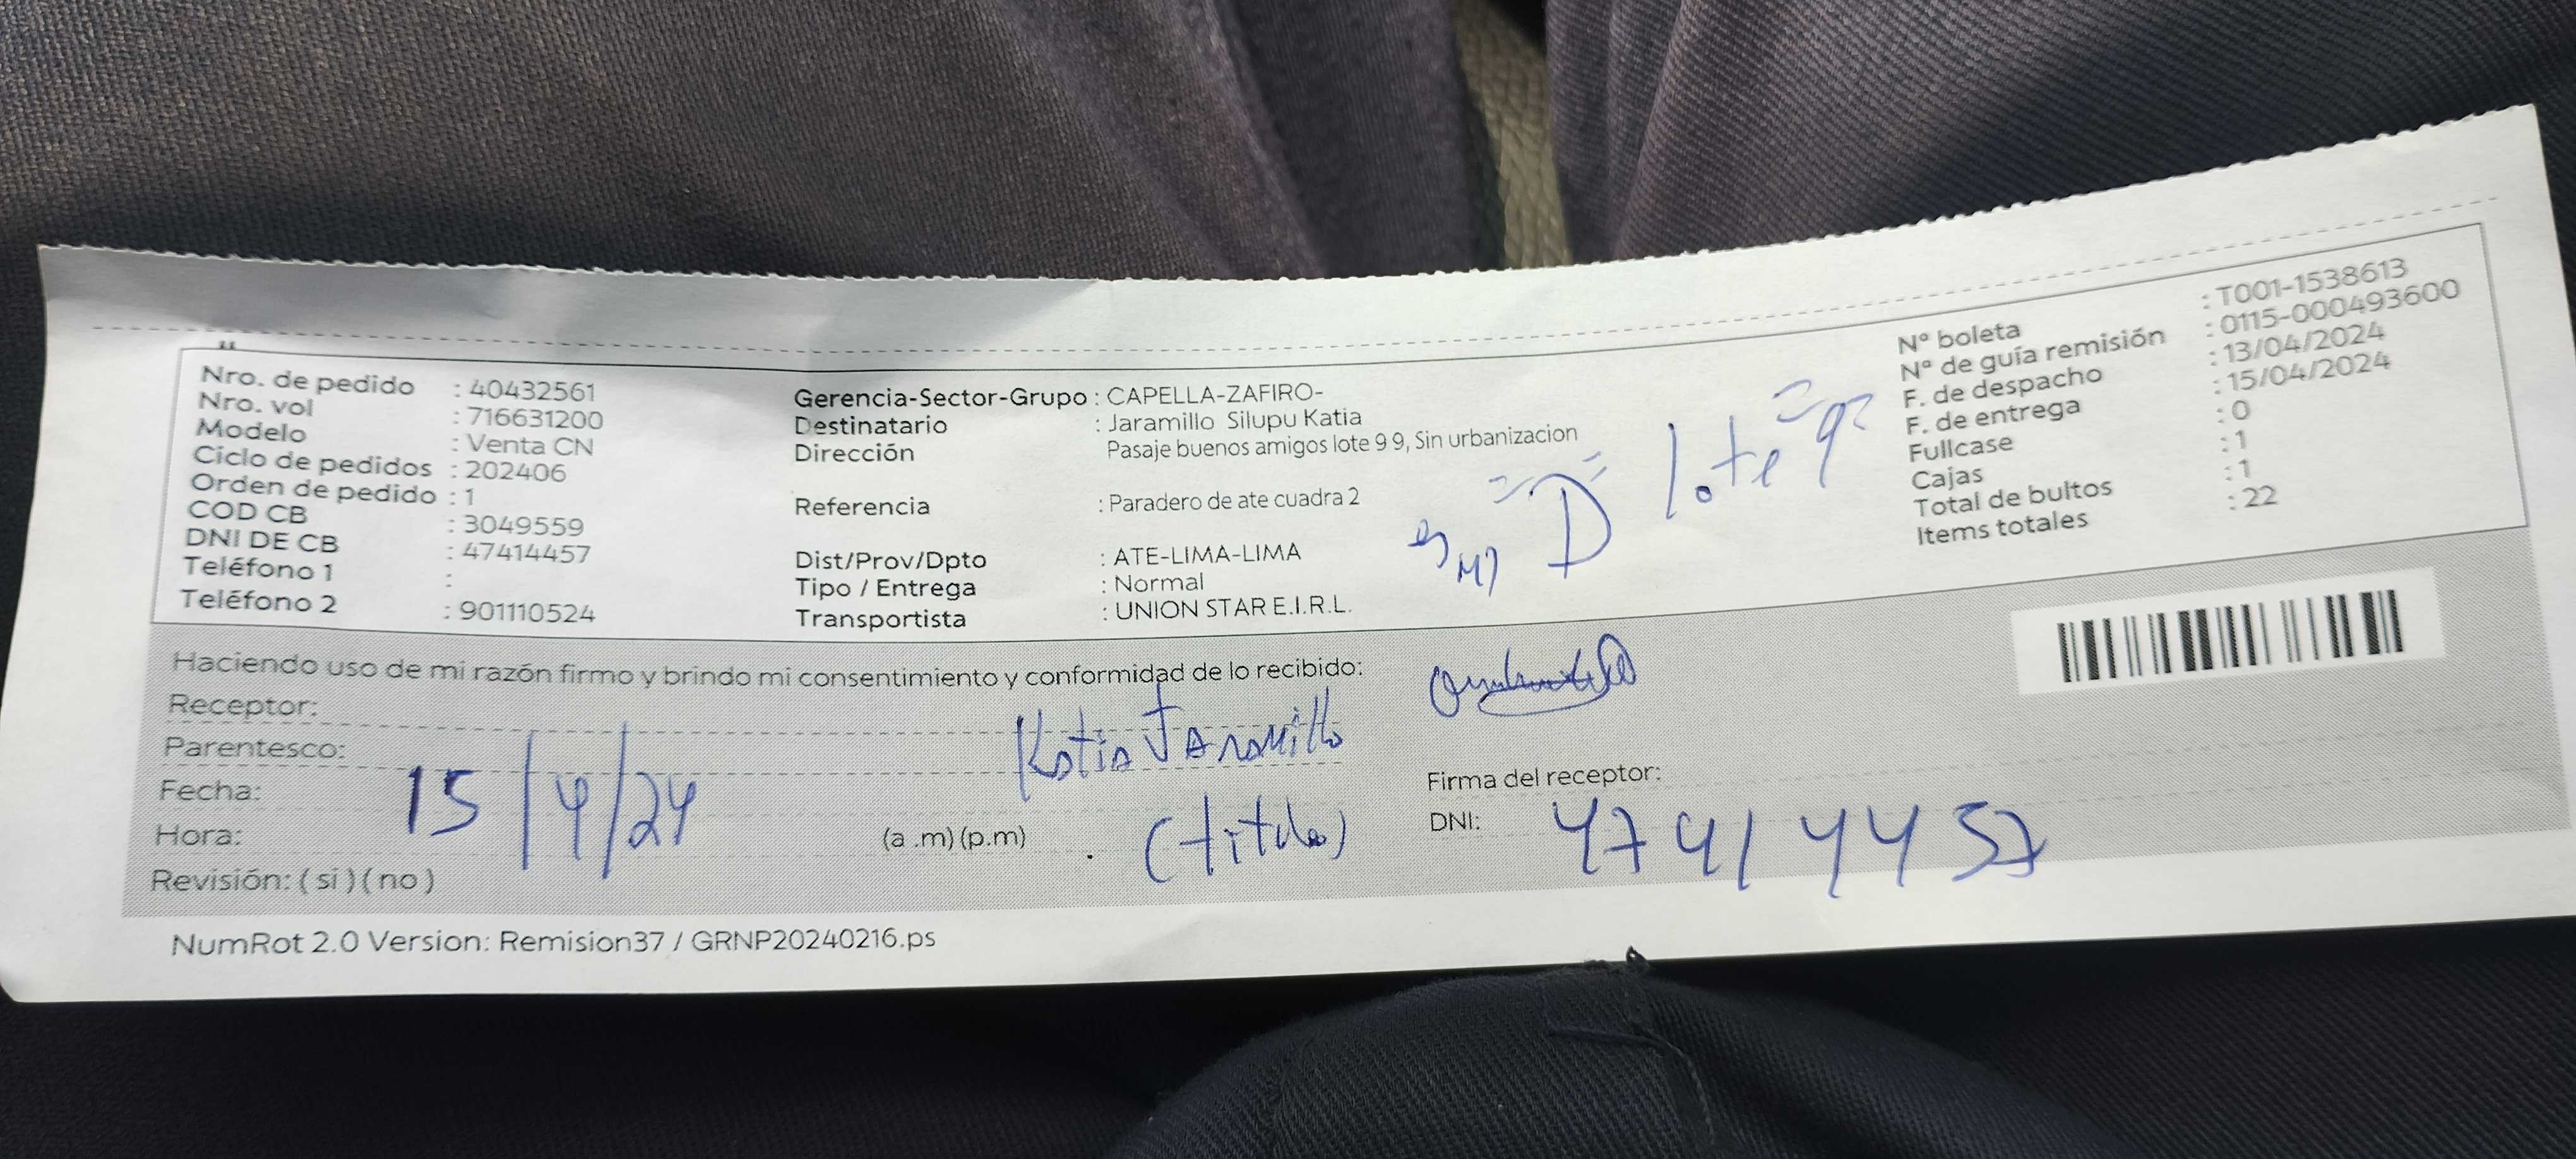 Nro. de pedido : 40432561
Nro. vol : 716631200
Modelo : Venta CN
Ciclo de pedidos : 202406
Orden de pedido : 1
COD CB : 3049559
DNI DE CB : 47414457
Teléfono 1 :
Teléfono 2 : 901110524
Gerencia-Sector-Grupo : CAPELLA-ZAFIRO-
Destinatario : Jaramillo Silupu Katia
Dirección Pasaje buenos amigos lote 9 9, Sin urbanizacion
Referencia : Paradero de ate cuadra 2
Dist/Prov/Dpto : ATE-LIMA-LIMA
Tipo / Entrega : Normal
Transportista : UNION STAR E.I.R.L.
es Mz D lote 9
N° boleta : T001-1538613
N° de guía remisión : 0115-000493600
F. de despacho : 13/04/2024
F. de entrega : 15/04/2024
Fullcase : 0
Cajas : 1
Total de bultos : 1
Items totales : 22
Haciendo uso de mi razón firmo y brindo mi consentimiento y conformidad de lo recibido:
Receptor:
Katia Jaramillo
Parentesco:
Fecha: 15/4/24
Hora: (a .m) (p.m)
(titular)
Revisión: ( si ) ( no )
Firma del receptor:
DNI: 47414457
NumRot 2.0 Version: Remision37 / GRNP20240216.ps